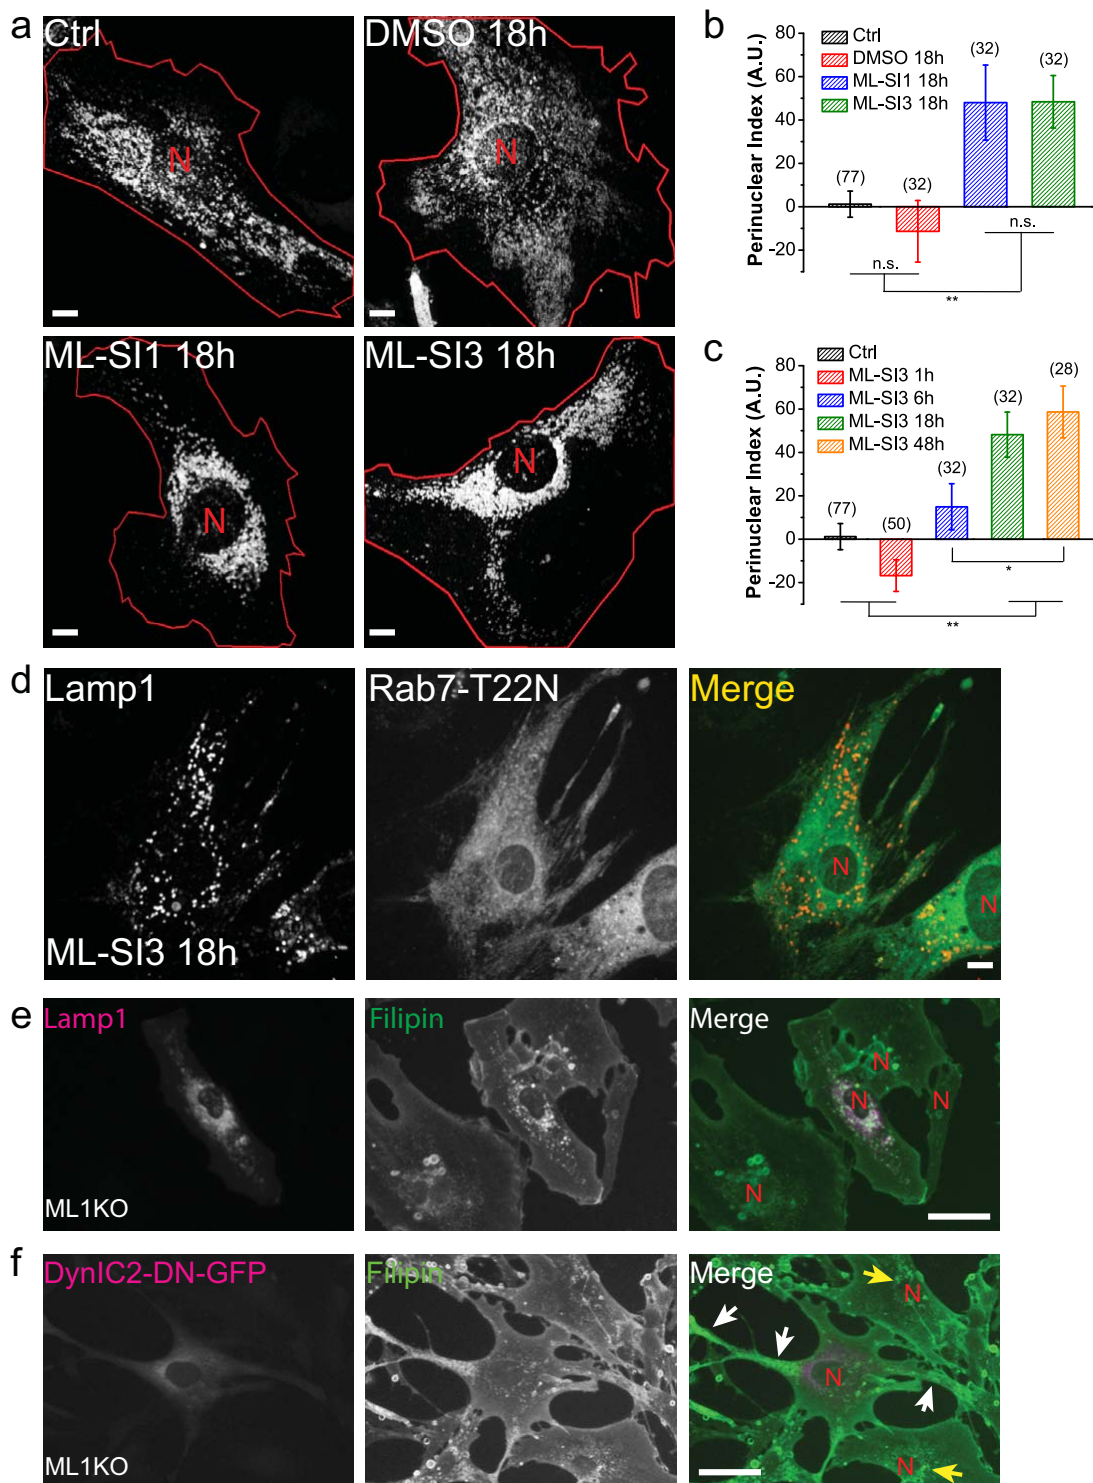 a
Ctrl
DMSO 18h
N
N
ML-SI1 18h
ML-SI3 18h
N
N
b
Perinuclear Index (A.U.)
80
60
40
20
0
-20
Ctrl
DMSO 18h
ML-SI1 18h
ML-SI3 18h
(77)
(32)
(32)
(32)
n.s.
n.s.
**
c
Perinuclear Index (A.U.)
80
60
40
20
0
-20
Ctrl
ML-SI3 1h
ML-SI3 6h
ML-SI3 18h
ML-SI3 48h
(77)
(50)
(32)
(32)
(28)
*
**
d
Lamp1
Rab7-T22N
Merge
ML-SI3 18h
N
N
e
Lamp1
Filipin
Merge
ML1KO
N
N
N
N
f
DynIC2-DN-GFP
Filipin
Merge
ML1KO
N
N
N